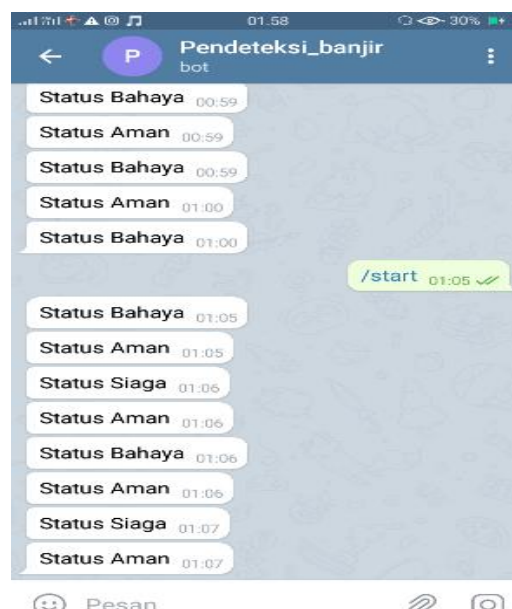 01.58
30%
P
Pendeteksi_banjir
bot
Status Bahaya 00:59
Status Aman 00:59
Status Bahaya 00:59
Status Aman 01:00
Status Bahaya 01:00
/start 01:05
Status Bahaya 01:05
Status Aman 01:05
Status Siaga 01:06
Status Aman 01:06
Status Bahaya 01:06
Status Aman 01:06
Status Siaga 01:07
Status Aman 01:07
Pesan